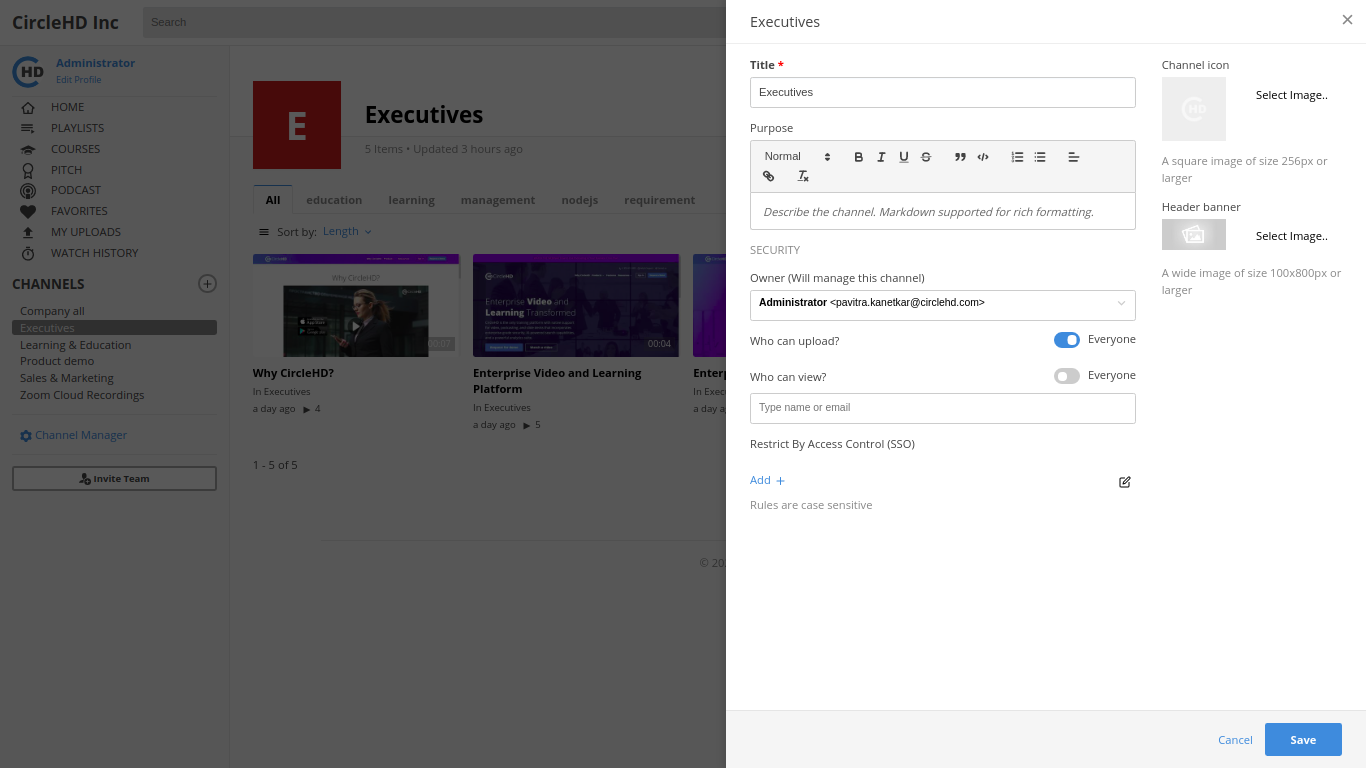 CircleHD Inc
Search
HD
Administrator
Edit Profile
HOME
PLAYLISTS
COURSES
PITCH
PODCAST
FAVORITES
MY UPLOADS
WATCH HISTORY
CHANNELS
Company all
Executives
Learning & Education
Product demo
Sales & Marketing
Zoom Cloud Recordings
Channel Manager
Invite Team
E
Executives
5 Items • Updated 3 hours ago
All
education
learning
management
nodejs
requirement
Sort by: Length
Why CircleHD?
00:07
Why CircleHD?
In Executives
a day ago ▶ 4
Enterprise Video and
Learning Transformed
00:04
Enterprise Video and Learning
Platform
In Executives
a day ago ▶ 5
Enterp
In Exec
a day ag
1 - 5 of 5
© 20
Executives
Title *
Executives
Purpose
Normal
Describe the channel. Markdown supported for rich formatting.
SECURITY
Owner (Will manage this channel)
Administrator <pavitra.kanetkar@circlehd.com>
Who can upload?
Everyone
Who can view?
Everyone
Type name or email
Restrict By Access Control (SSO)
Add +
Rules are case sensitive
Channel icon
Select Image..
A square image of size 256px or
larger
Header banner
Select Image..
A wide image of size 100x800px or
larger
Cancel
Save